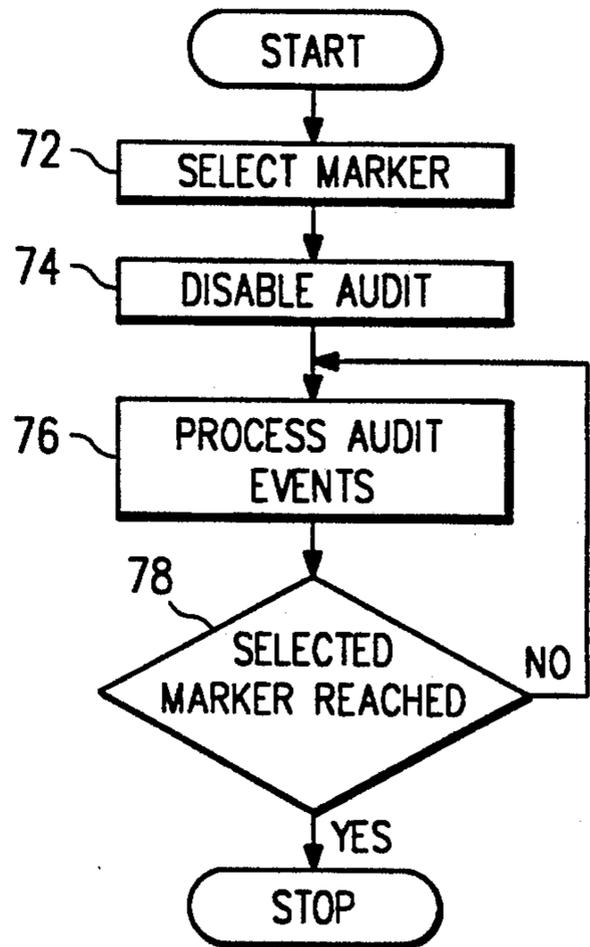 START
72
SELECT MARKER
74
DISABLE AUDIT
76
PROCESS AUDIT
EVENTS
78
SELECTED
MARKER REACHED
NO
YES
STOP